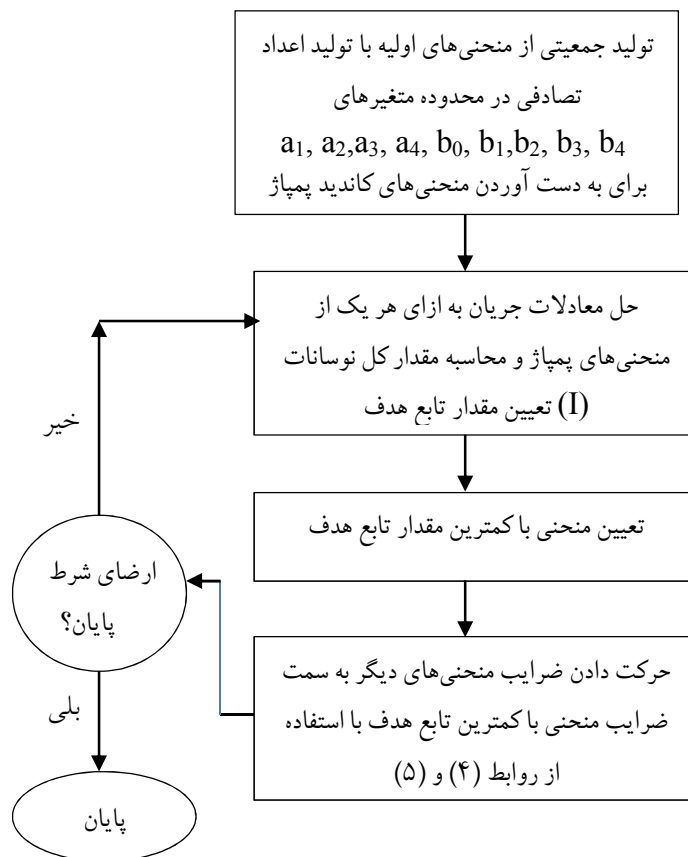 تولید جمعیتی از منحنی‌های اولیه با تولید اعداد
تصادفی در محدوده متغیرهای
a1, a2,a3, a4, b0, b1,b2, b3, b4
برای به دست آوردن منحنی‌های کاندید پمپاژ
حل معادلات جریان به ازای هر یک از
منحنی‌های پمپاژ و محاسبه مقدار کل نوسانات
(I) تعیین مقدار تابع هدف
تعیین منحنی با کمترین مقدار تابع هدف
حرکت دادن ضرایب منحنی‌های دیگر به سمت
ضرایب منحنی با کمترین تابع هدف با استفاده
از روابط (۴) و (۵)
خیر
ارضای شرط
پایان؟
بلی
پایان